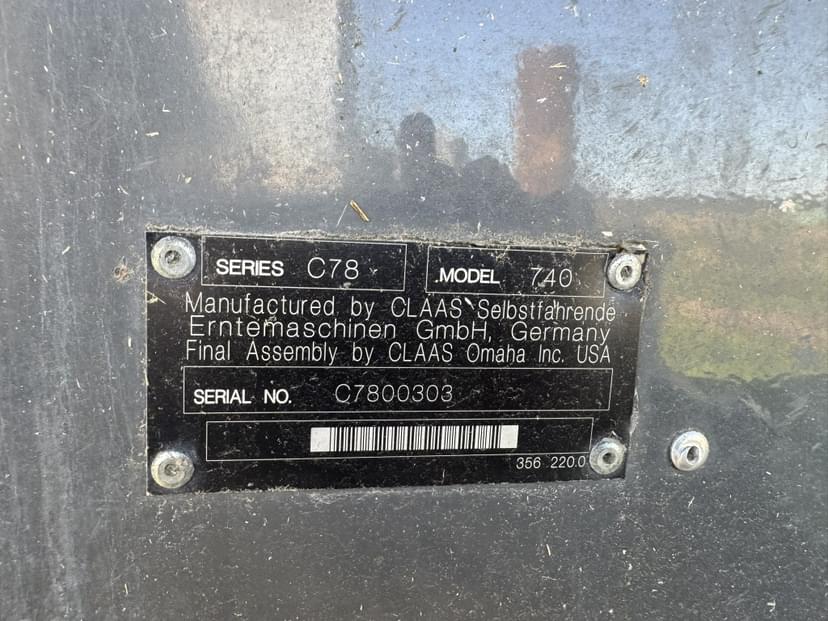 SERIES C78
MODEL 740
Manufactured by CLAAS Selbstfahrende
Erntemaschinen GmbH, Germany
Final Assembly by CLAAS Omaha Inc. USA
SERIAL NO. C7800303
356 220.0